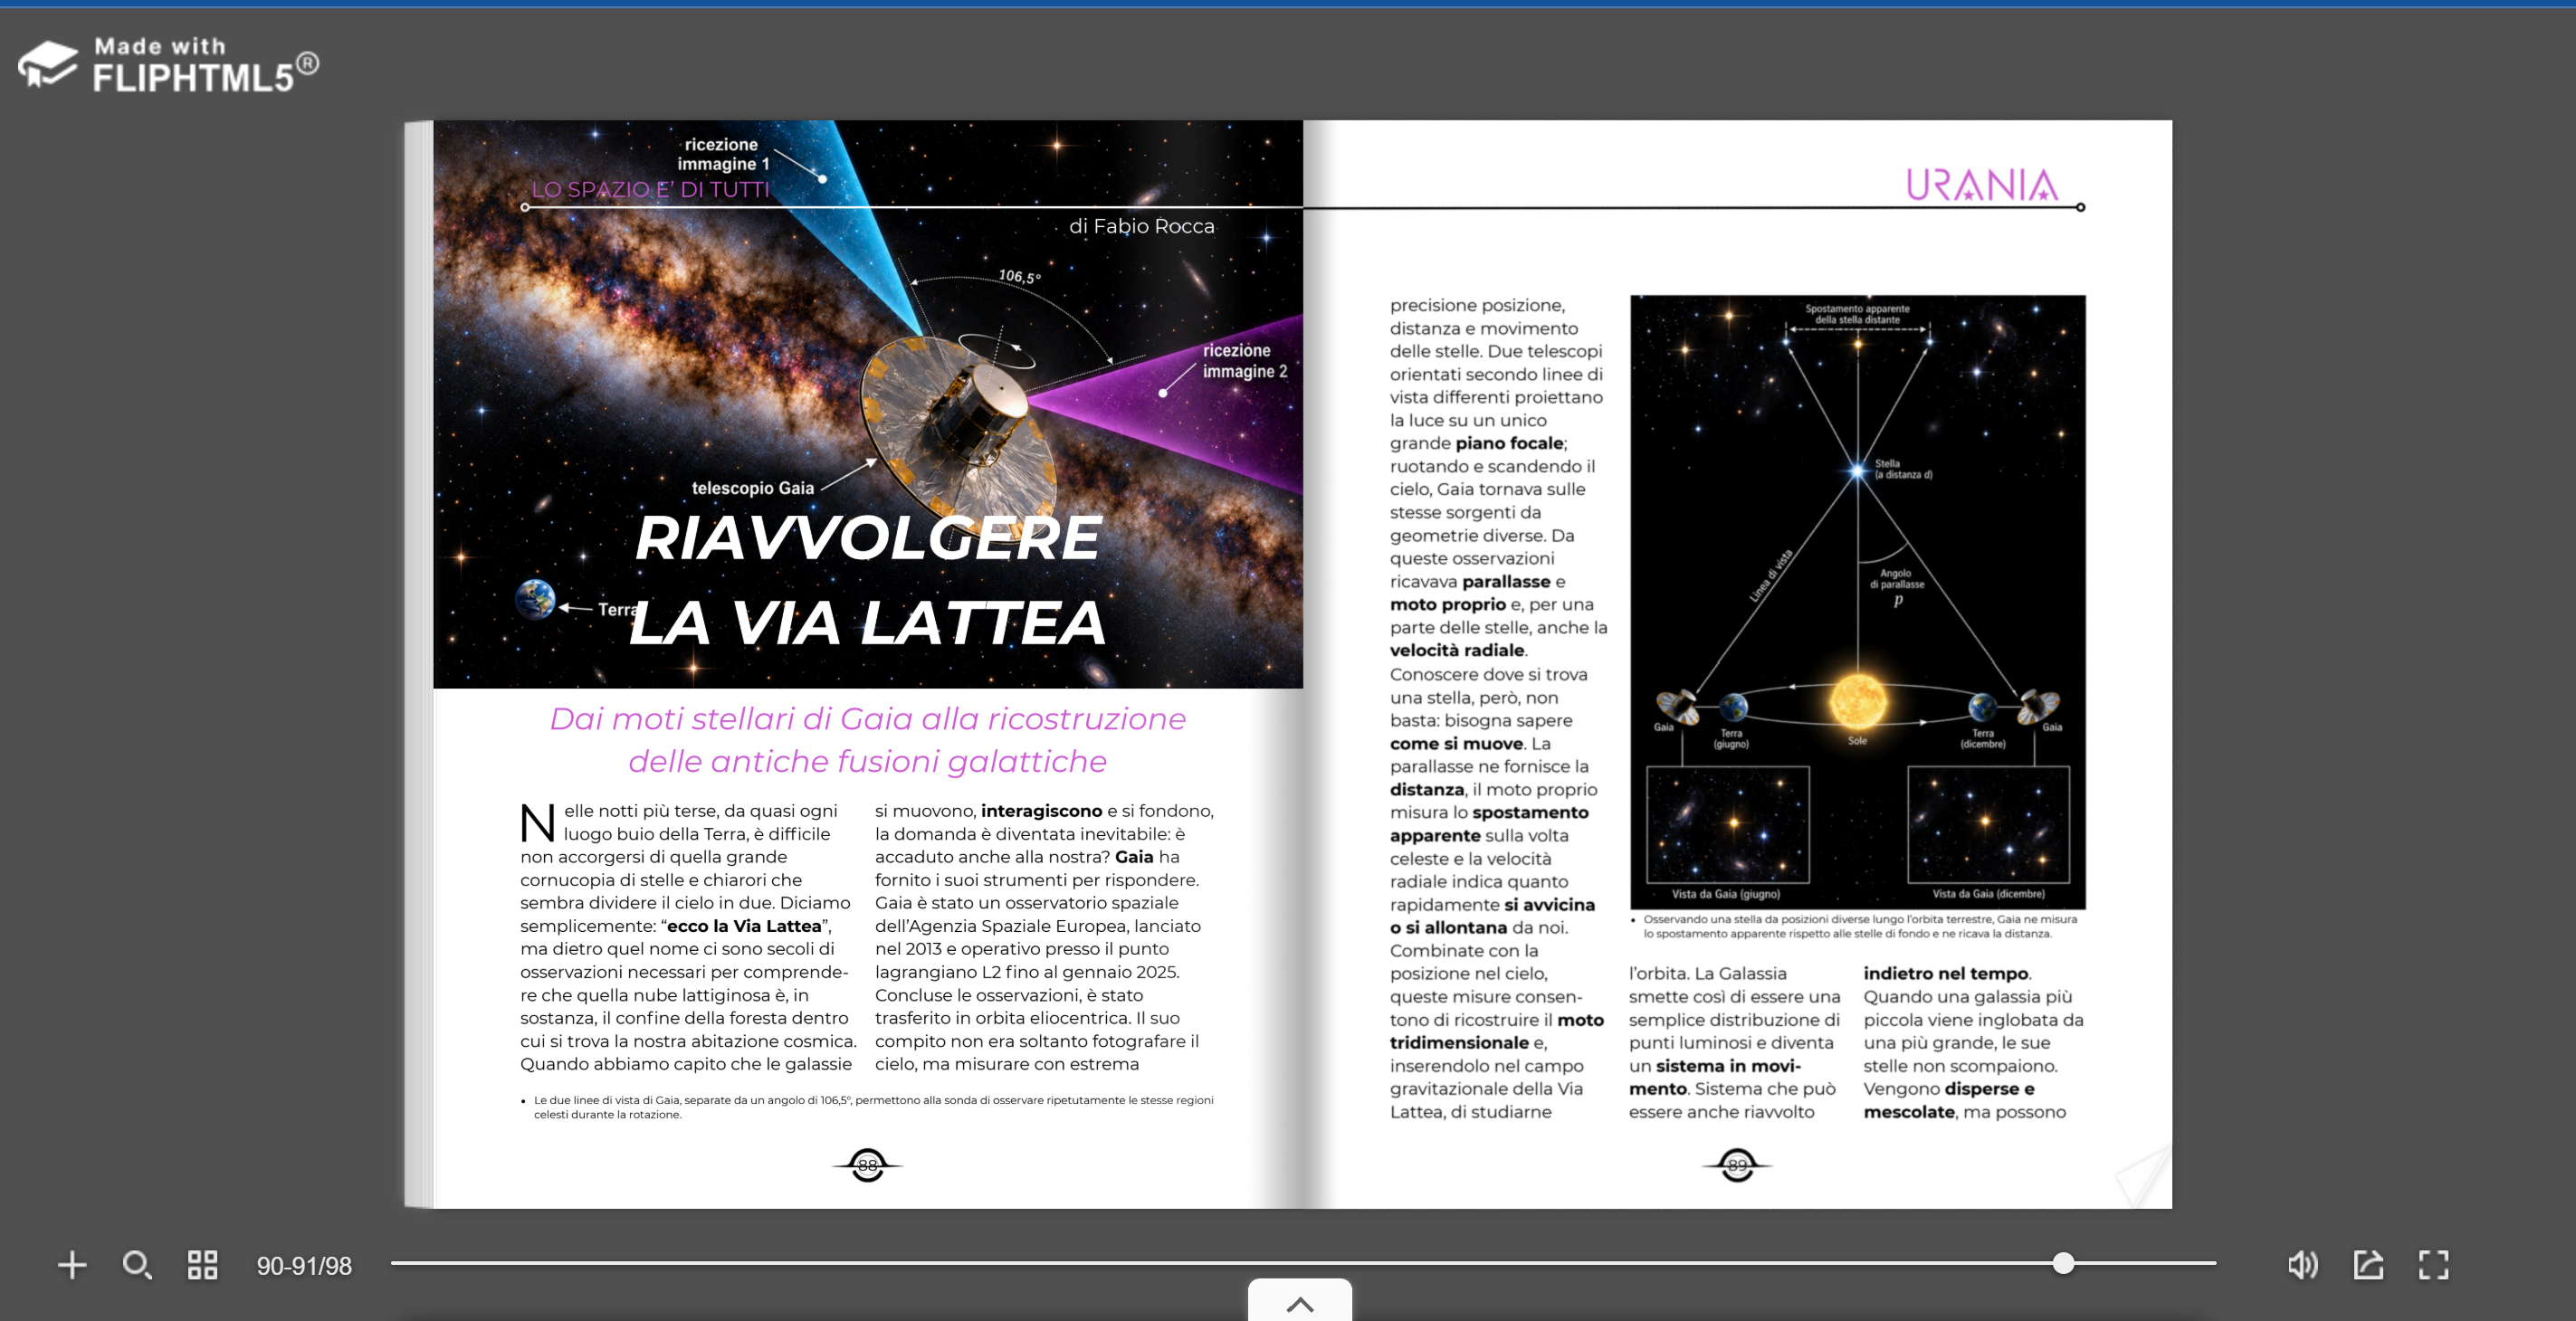 Made with
FLIPHTML5®
ricezione
immagine 1
LO SPAZIO E' DI TUTTI
di Fabio Rocca
106,5°
ricezione
immagine 2
telescopio Gaia
Terra
RIAVVOLGERE
LA VIA LATTEA
Dai moti stellari di Gaia alla ricostruzione
delle antiche fusioni galattiche
Nelle notti più terse, da quasi ogni
luogo buio della Terra, è difficile
non accorgersi di quella grande
cornucopia di stelle e chiarori che
sembra dividere il cielo in due. Diciamo
semplicemente: “ecco la Via Lattea”,
ma dietro quel nome ci sono secoli di
osservazioni necessari per comprende-
re che quella nube lattiginosa è, in
sostanza, il confine della foresta dentro
cui si trova la nostra abitazione cosmica.
Quando abbiamo capito che le galassie
si muovono, interagiscono e si fondono,
la domanda è diventata inevitabile: è
accaduto anche alla nostra? Gaia ha
fornito i suoi strumenti per rispondere.
Gaia è stato un osservatorio spaziale
dell’Agenzia Spaziale Europea, lanciato
nel 2013 e operativo presso il punto
lagrangiano L2 fino al gennaio 2025.
Concluse le osservazioni, è stato
trasferito in orbita eliocentrica. Il suo
compito non era soltanto fotografare il
cielo, ma misurare con estrema
• Le due linee di vista di Gaia, separate da un angolo di 106,5°, permettono alla sonda di osservare ripetutamente le stesse regioni
celesti durante la rotazione.
88
URANIA
precisione posizione,
distanza e movimento
delle stelle. Due telescopi
orientati secondo linee di
vista differenti proiettano
la luce su un unico
grande piano focale;
ruotando e scandendo il
cielo, Gaia tornava sulle
stesse sorgenti da
geometrie diverse. Da
queste osservazioni
ricavava parallasse e
moto proprio e, per una
parte delle stelle, anche la
velocità radiale.
Conoscere dove si trova
una stella, però, non
basta: bisogna sapere
come si muove. La
parallasse ne fornisce la
distanza, il moto proprio
misura lo spostamento
apparente sulla volta
celeste e la velocità
radiale indica quanto
rapidamente si avvicina
o si allontana da noi.
Combinate con la
posizione nel cielo,
queste misure consen-
tono di ricostruire il moto
tridimensionale e,
inserendolo nel campo
gravitazionale della Via
Lattea, di studiarne
Spostamento apparente
della stella distante
Stella
(a distanza d)
Linea di vista
Angolo
di parallasse
p
Gaia
Terra
(giugno)
Sole
Terra
(dicembre)
Gaia
Vista da Gaia (giugno)
Vista da Gaia (dicembre)
• Osservando una stella da posizioni diverse lungo l’orbita terrestre, Gaia ne misura
lo spostamento apparente rispetto alle stelle di fondo e ne ricava la distanza.
l’orbita. La Galassia
smette così di essere una
semplice distribuzione di
punti luminosi e diventa
un sistema in movi-
mento. Sistema che può
essere anche riavvolto
indietro nel tempo.
Quando una galassia più
piccola viene inglobata da
una più grande, le sue
stelle non scompaiono.
Vengono disperse e
mescolate, ma possono
89
90-91/98